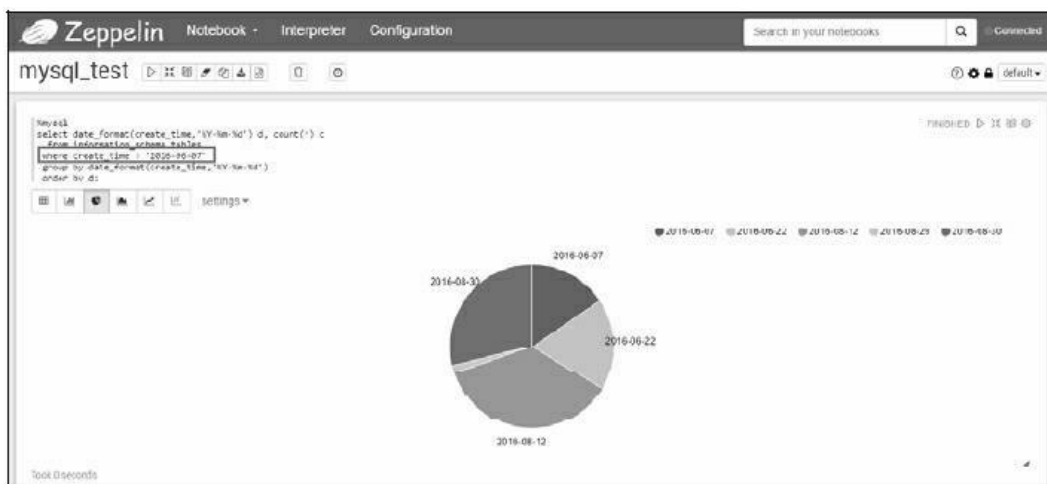 Zeppelin Notebook Interpreter Configuration Search in your notebooks Connected
mysql_test default
%mysql
select date_format(create_time,'%Y-%m-%d') d, count(*) c
from information_schema.tables
where create_time > '2016-06-07'
group by date_format(create_time,'%Y-%m-%d')
order by d;
FINISHED
settings
2016-06-07 2016-06-22 2016-08-12 2016-08-29 2016-08-30
2016-06-07
2016-08-30
2016-06-22
2016-08-12
Took 0 seconds